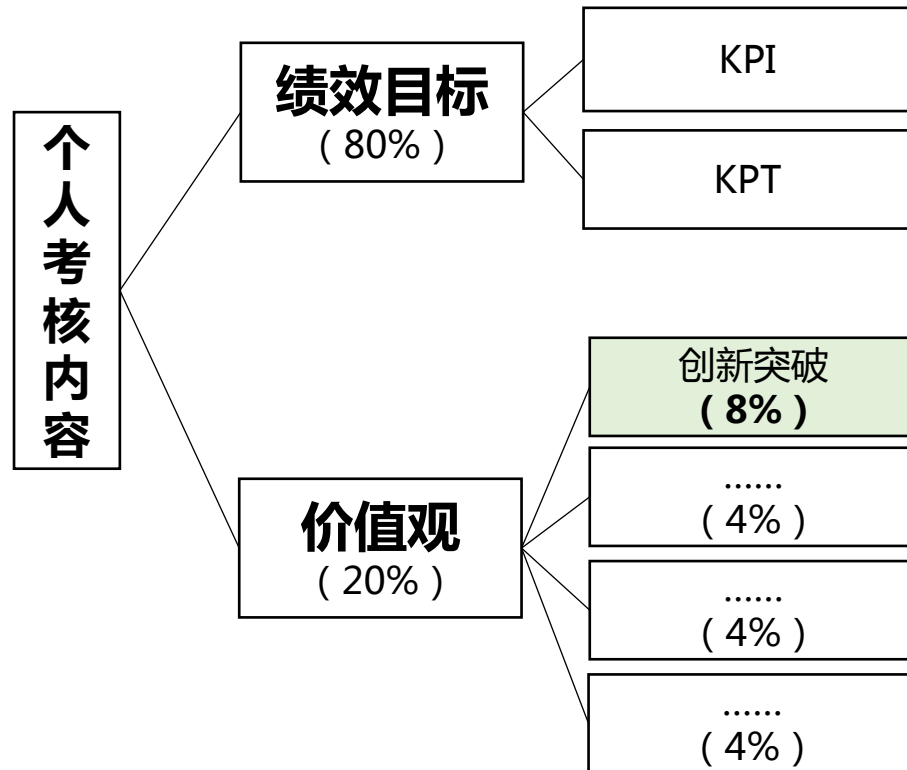 个
人
考
核
内
容
绩效目标
（80%）
KPI
KPT
价值观
（20%）
创新突破
（8%）
……
（4%）
……
（4%）
……
（4%）